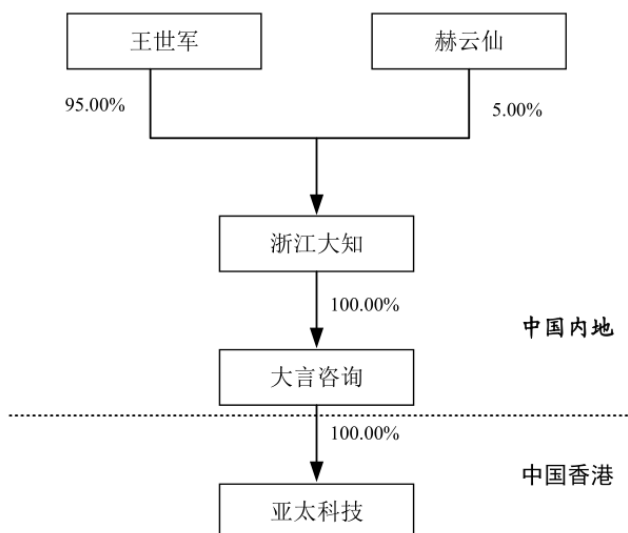 王世军
赫云仙
95.00%
5.00%
浙江大知
100.00%
中国内地
大言咨询
100.00%
中国香港
亚太科技